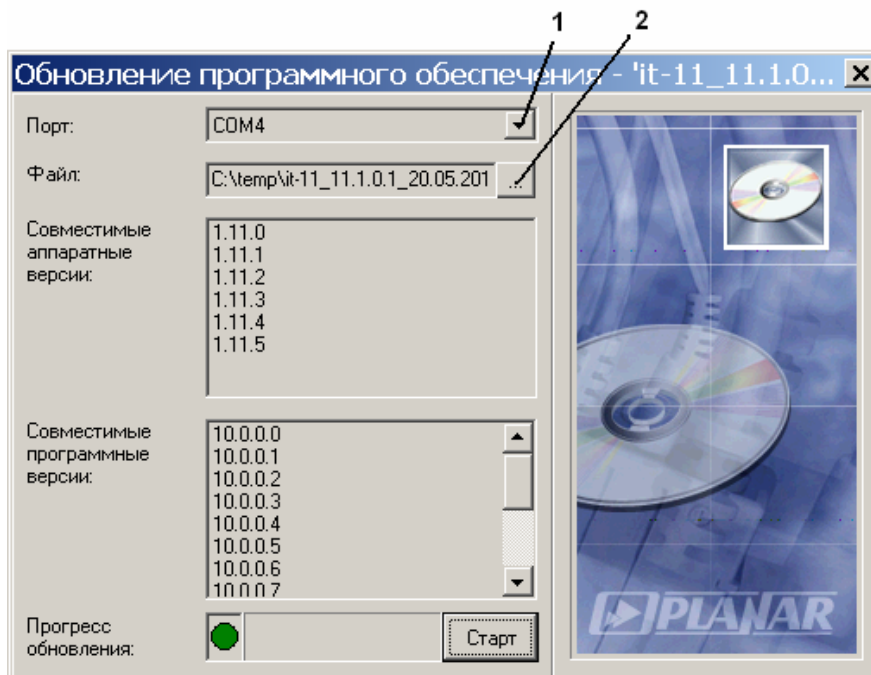 1 2
Обновление программного обеспечения - 'it-11_11.1.0...
Порт:
COM4
Файл:
C:\temp\it-11_11.1.0.1_20.05.201
...
Совместимые
аппаратные
версии:
1.11.0
1.11.1
1.11.2
1.11.3
1.11.4
1.11.5
Совместимые
программные
версии:
10.0.0.0
10.0.0.1
10.0.0.2
10.0.0.3
10.0.0.4
10.0.0.5
10.0.0.6
10.0.0.7
Прогресс
обновления:
Старт
PLANAR